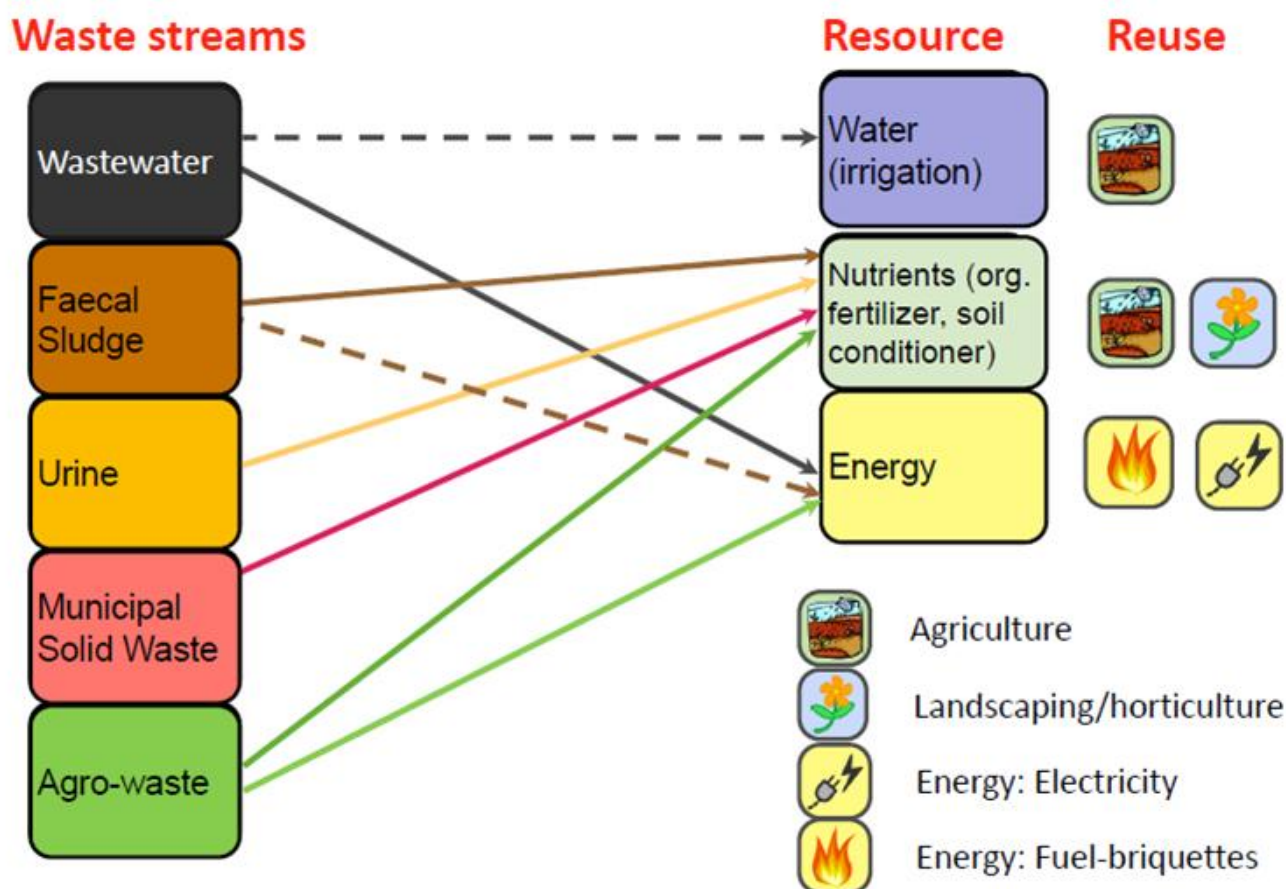 Waste streams
Resource
Reuse
Wastewater
Faecal
Sludge
Urine
Municipal
Solid Waste
Agro-waste
Water
(irrigation)
Nutrients (org.
fertilizer, soil
conditioner)
Energy
Agriculture
Landscaping/horticulture
Energy: Electricity
Energy: Fuel-briquettes